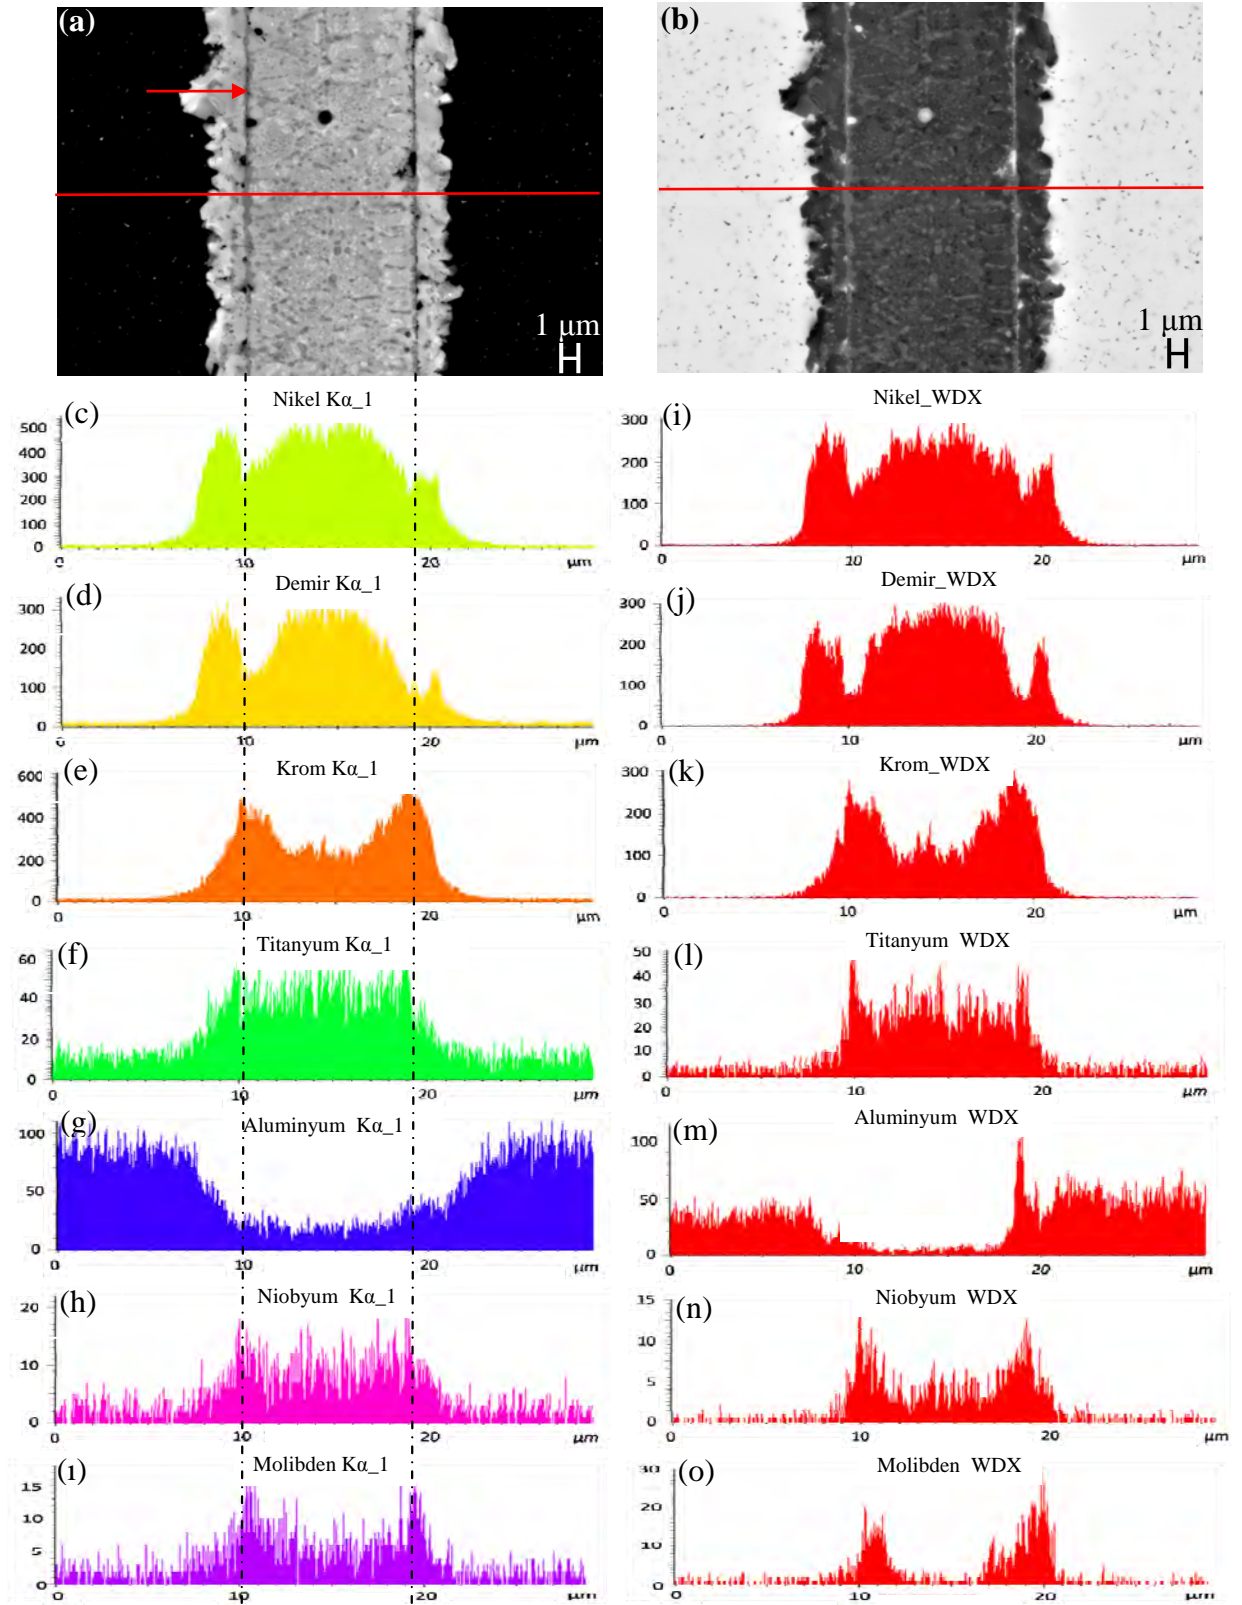 (a)
1 μm
H
(b)
1 μm
H
(c)
Nikel Kα_1
500
400
300
200
100
0
0 10 20 μm
(d)
Demir Kα_1
300
200
100
0
0 10 20 μm
(e)
Krom Kα_1
600
400
200
0
0 10 20 μm
(f)
Titanyum Kα_1
60
40
20
0
0 10 20 μm
(g)
Aluminyum Kα_1
100
50
0
0 10 20 μm
(h)
Niobyum Kα_1
20
10
0
0 10 20 μm
(ı)
Molibden Kα_1
15
10
5
0
0 10 20 μm
(i)
Nikel_WDX
300
200
100
0
0 10 20 μm
(j)
Demir_WDX
300
200
100
0
0 10 20 μm
(k)
Krom_WDX
300
200
100
0
0 10 20 μm
(l)
Titanyum WDX
50
40
30
20
10
0
0 10 20 μm
(m)
Aluminyum WDX
100
50
0
0 10 20 μm
(n)
Niobyum WDX
15
10
5
0
0 10 20 μm
(o)
Molibden WDX
30
20
10
0
0 10 20 μm